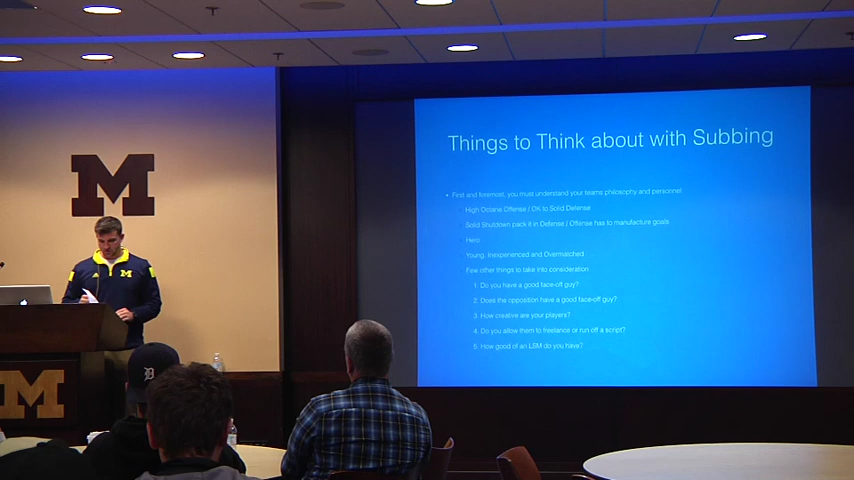 Things to Think about with Subbing
M
• First and foremost, you must understand your teams philosophy and personnel
High Octane Offense / OK to Solid Defense
Solid Shutdown pack it in Defense / Offense has to manufacture goals
Hero
Young, Inexperienced and Overmatched
Few other things to take into consideration
1. Do you have a good face-off guy?
2. Does the opposition have a good face-off guy?
3. How creative are your players?
4. Do you allow them to freelance or run off a script?
5. How good of an LSM do you have?
M
D
M